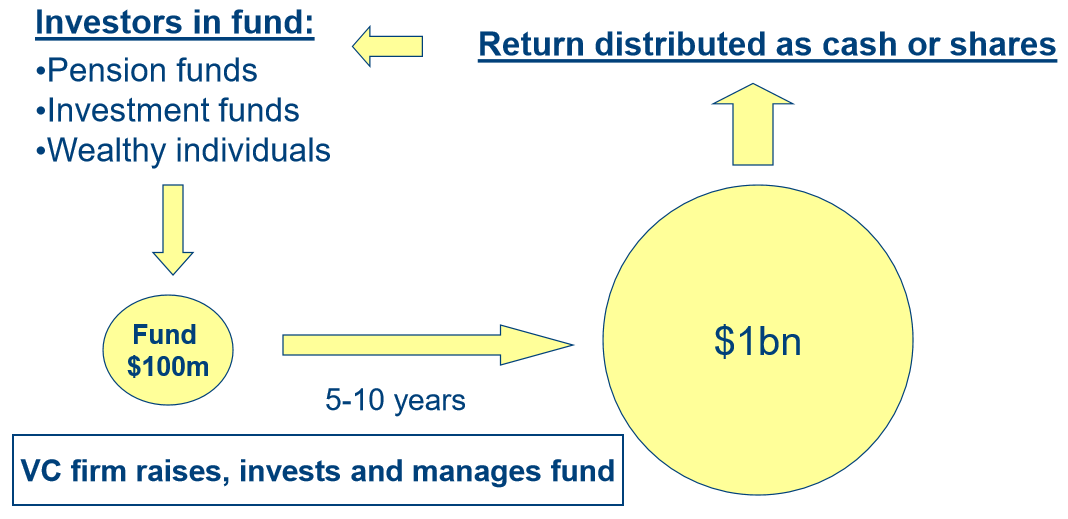 Investors in fund:
•Pension funds
•Investment funds
•Wealthy individuals
Return distributed as cash or shares
Fund
$100m
5-10 years
$1bn
VC firm raises, invests and manages fund